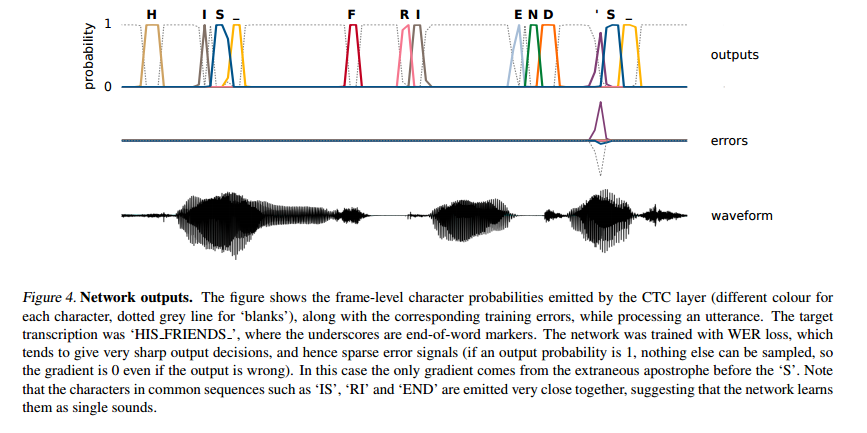 H I S _ F R I E N D ' S _
1
probability
0
outputs
errors
waveform
Figure 4. Network outputs. The figure shows the frame-level character probabilities emitted by the CTC layer (different colour for
each character, dotted grey line for ‘blanks’), along with the corresponding training errors, while processing an utterance. The target
transcription was ‘HIS_FRIENDS_’, where the underscores are end-of-word markers. The network was trained with WER loss, which
tends to give very sharp output decisions, and hence sparse error signals (if an output probability is 1, nothing else can be sampled, so
the gradient is 0 even if the output is wrong). In this case the only gradient comes from the extraneous apostrophe before the ‘S’. Note
that the characters in common sequences such as ‘IS’, ‘RI’ and ‘END’ are emitted very close together, suggesting that the network learns
them as single sounds.